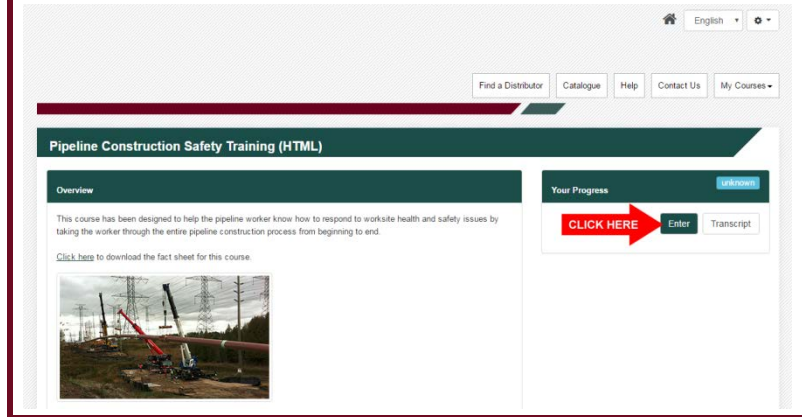 English
Find a Distributor Catalogue Help Contact Us My Courses
Pipeline Construction Safety Training (HTML)
Overview
This course has been designed to help the pipeline worker know how to respond to worksite health and safety issues by
taking the worker through the entire pipeline construction process from beginning to end.
Click here to download the fact sheet for this course.
Your Progress unknown
CLICK HERE Enter Transcript